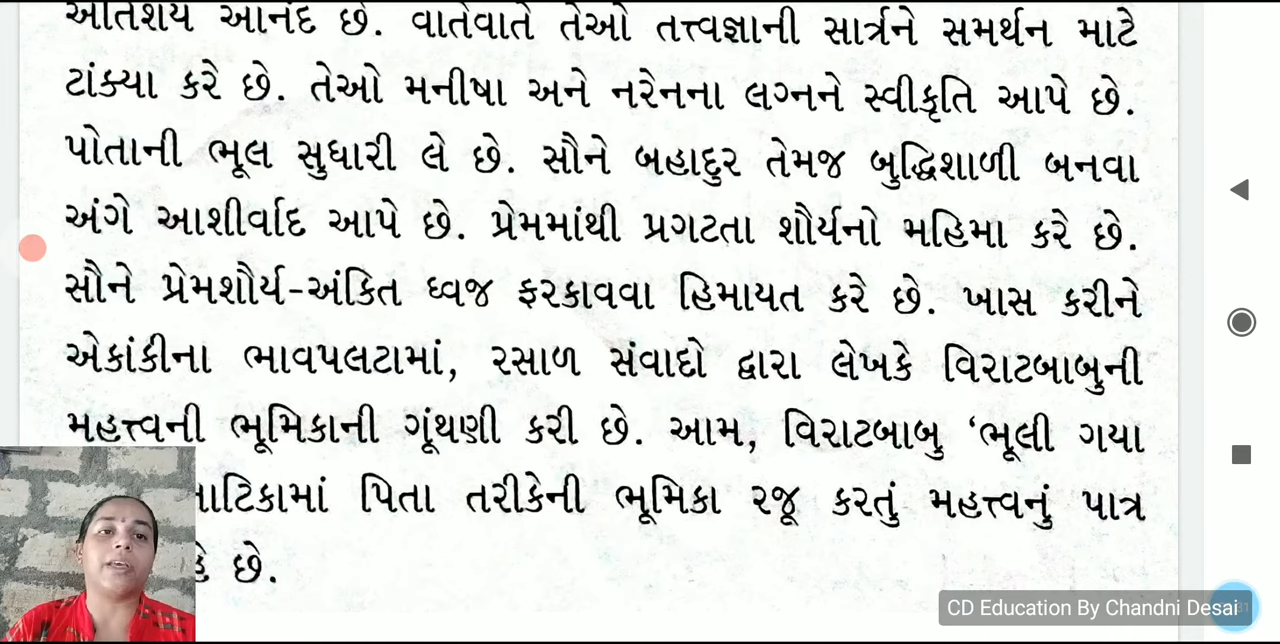 અતિશય આનંદ છે. વાતવાતે તેઓ તત્ત્વજ્ઞાની સાર્ત્રને સમર્થન માટે
ટાંક્યા કરે છે. તેઓ મનીષા અને નરેનના લગ્નને સ્વીકૃતિ આપે છે.
પોતાની ભૂલ સુધારી લે છે. સૌને બહાદુર તેમજ બુદ્ધિશાળી બનવા
અંગે આશીર્વાદ આપે છે. પ્રેમમાંથી પ્રગટતા શૌર્યનો મહિમા કરે છે.
સૌને પ્રેમશૌર્ય-અંકિત ધ્વજ ફરકાવવા હિમાયત કરે છે. ખાસ કરીને
એકાંકીના ભાવપલટામાં, રસાળ સંવાદો દ્વારા લેખકે વિરાટબાબુની
મહત્ત્વની ભૂમિકાની ગૂંથણી કરી છે. આમ, વિરાટબાબુ ‘ભૂલી ગયા
પિતા તરીકેની ભૂમિકા રજૂ કરતું મહત્ત્વનું પાત્ર
છે.
CD Education By Chandni Desai